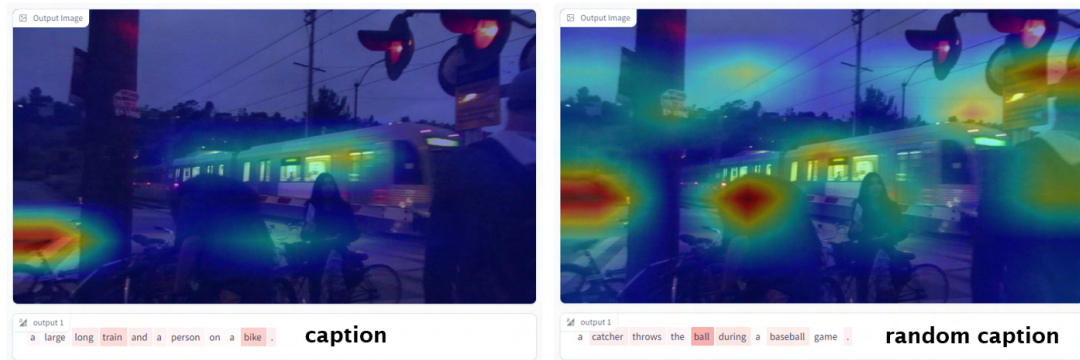 Output Image
Output Image
output 1
a large long train and a person on a bike .
caption
output 1
a catcher throws the ball during a baseball game .
random caption